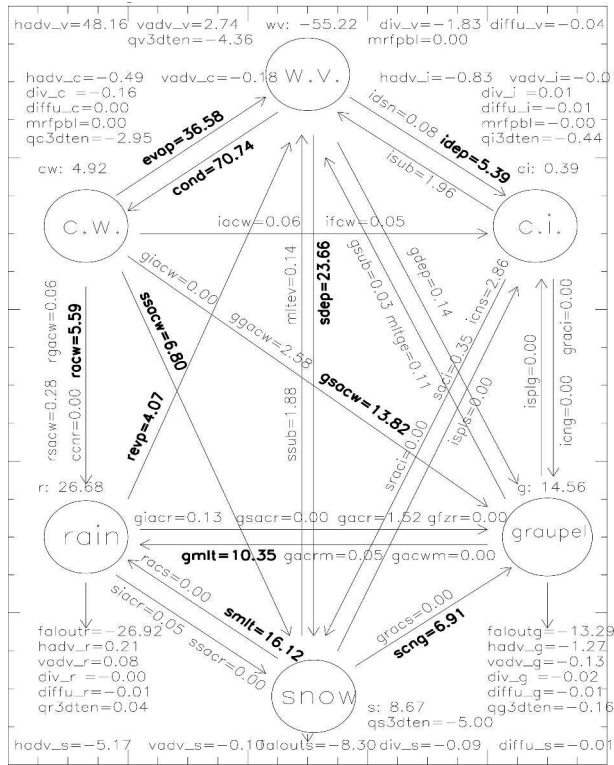 hadv_v=48.16 vadv_v=2.74 wv: -55.22 div_v=-1.83 diffu_v=-0.04
qv3dten=-4.36 mrfpbl=0.00
w.v.
hadv_c=-0.49 vadv_c=-0.18
div_c =-0.16
diffu_c=0.00
mrfpbl=0.00
qc3dten=-2.95
cw: 4.92
hadv_i=-0.83 vadv_i=-0.0
div_i =0.01
diffu_i=-0.01
mrfpbl=-0.00
qi3dten=-0.44
ci: 0.39
evap=36.58
cond=70.74
idsn=0.08
idep=5.39
isub=1.96
c.w.
c.i.
iacw=0.06 ifcw=0.05
giacw=0.00
ggacw=2.58
gsacw=13.82
ssacw=6.80
revp=4.07
rgacw=0.06
racw=5.59
rsacw=0.28
ccnr=0.00
mltev=0.14
sdep=23.66
ssub=1.88
gsub=0.03
mltge=0.11
gdep=0.14
icns=2.86
saci=0.35
ispls=0.00
sraci=0.00
isplg=0.00
graci=0.00
icng=0.00
r: 26.68
g: 14.56
rain
graupel
giacr=0.13 gsacr=0.00 gacr=1.52 gfzr=0.00
gmlt=10.35 gacrm=0.05 gacwm=0.00
racs=0.00
smlt=16.12
siacr=0.05
ssacr=0.00
gracs=0.00
scng=6.91
snow
s: 8.67
qs3dten=-5.00
faloutr=-26.92
hadv_r=0.21
vadv_r=0.08
div_r =-0.00
diffu_r=-0.01
qr3dten=0.04
faloutg=-13.29
hadv_g=-1.27
vadv_g=-0.13
div_g =-0.02
diffu_g=-0.01
qg3dten=-0.16
hadv_s=-5.17 vadv_s=-0.10 falouts=-8.30 div_s=-0.09 diffu_s=-0.01